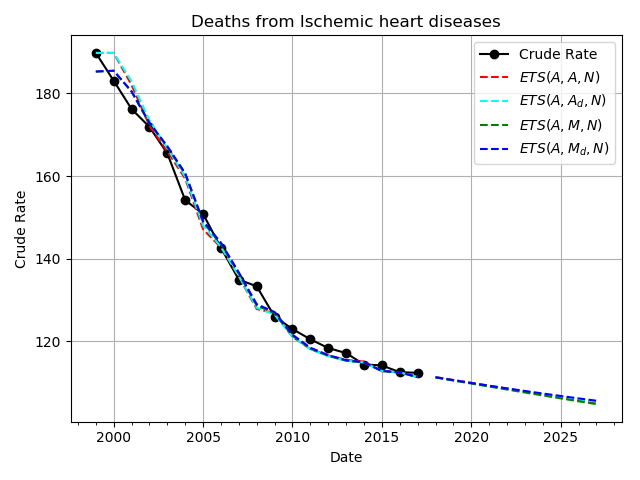 Deaths from Ischemic heart diseases
Crude Rate
180
160
140
120
Crude Rate
ETS(A, A, N)
ETS(A, A_d, N)
ETS(A, M, N)
ETS(A, M_d, N)
2000 2005 2010 2015 2020 2025
Date